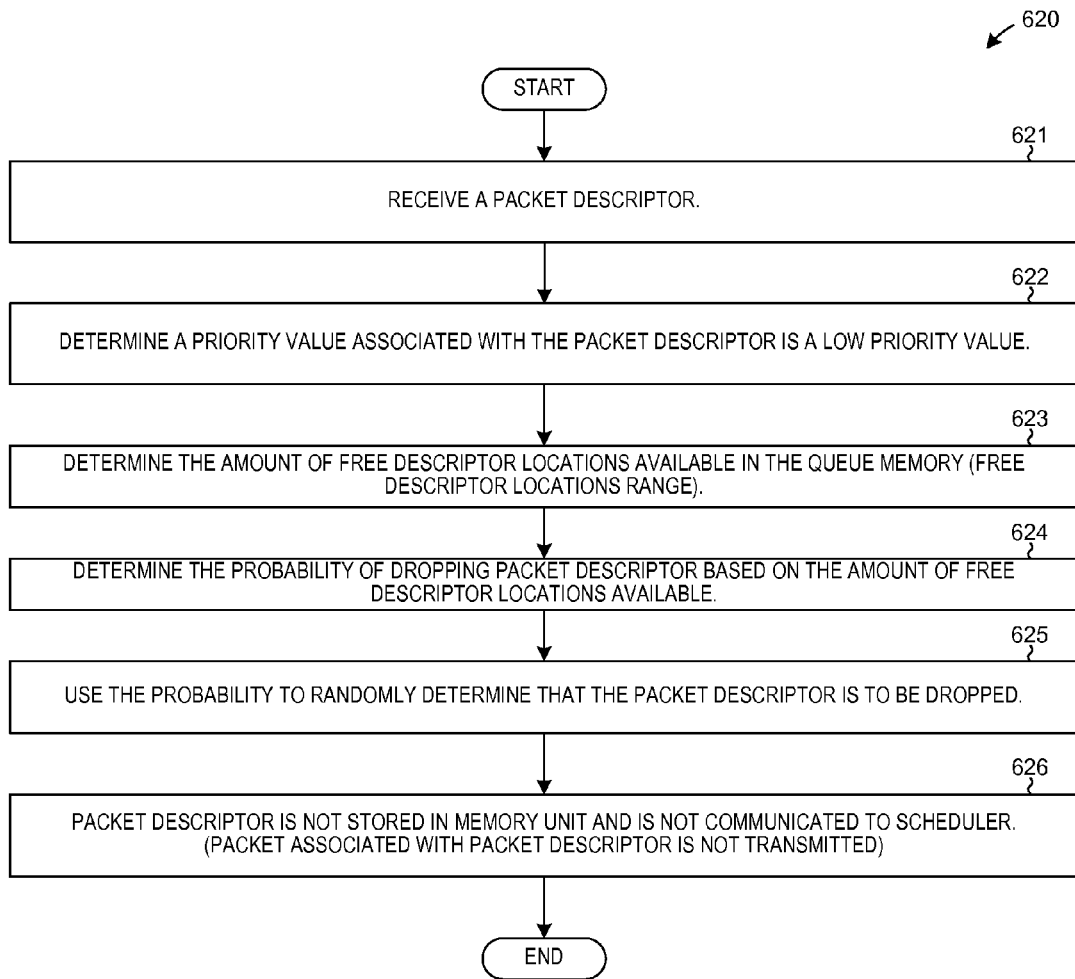 620
START
621
RECEIVE A PACKET DESCRIPTOR.
622
DETERMINE A PRIORITY VALUE ASSOCIATED WITH THE PACKET DESCRIPTOR IS A LOW PRIORITY VALUE.
623
DETERMINE THE AMOUNT OF FREE DESCRIPTOR LOCATIONS AVAILABLE IN THE QUEUE MEMORY (FREE
DESCRIPTOR LOCATIONS RANGE).
624
DETERMINE THE PROBABILITY OF DROPPING PACKET DESCRIPTOR BASED ON THE AMOUNT OF FREE
DESCRIPTOR LOCATIONS AVAILABLE.
625
USE THE PROBABILITY TO RANDOMLY DETERMINE THAT THE PACKET DESCRIPTOR IS TO BE DROPPED.
626
PACKET DESCRIPTOR IS NOT STORED IN MEMORY UNIT AND IS NOT COMMUNICATED TO SCHEDULER.
(PACKET ASSOCIATED WITH PACKET DESCRIPTOR IS NOT TRANSMITTED)
END